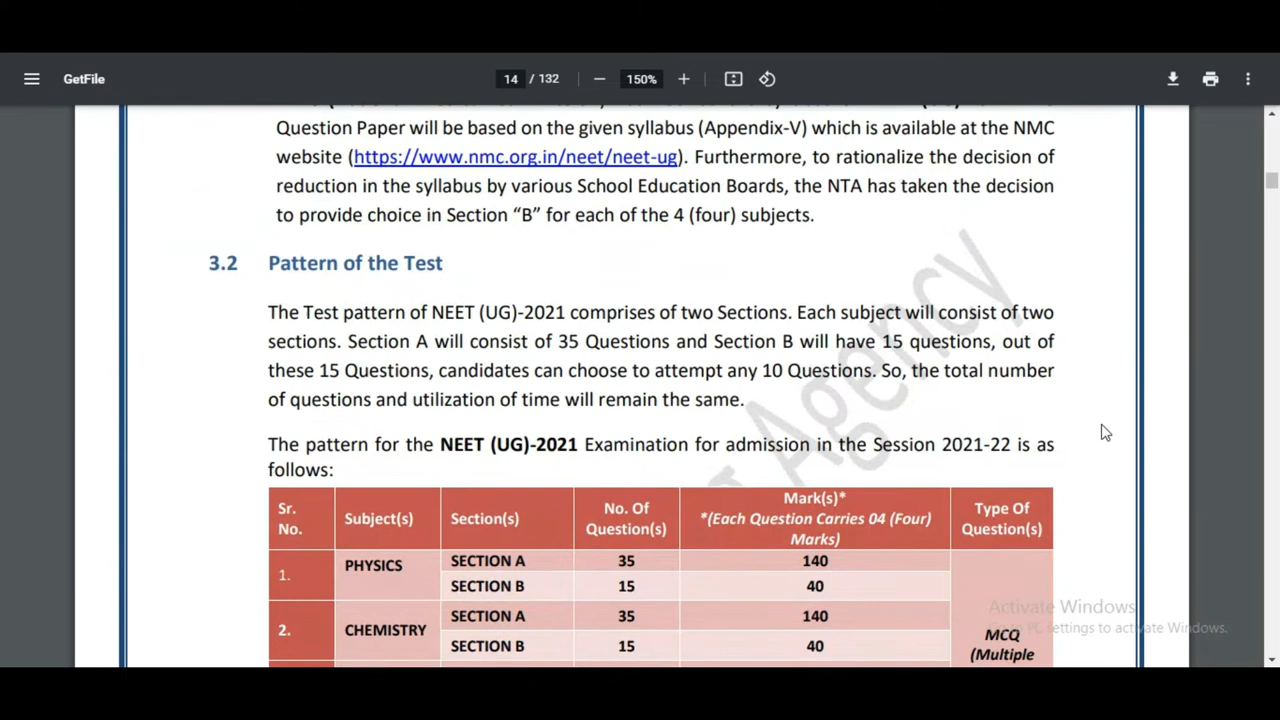 GetFile
14 / 132
150%
Question Paper will be based on the given syllabus (Appendix-V) which is available at the NMC
website (https://www.nmc.org.in/neet/neet-ug). Furthermore, to rationalize the decision of
reduction in the syllabus by various School Education Boards, the NTA has taken the decision
to provide choice in Section “B” for each of the 4 (four) subjects.
3.2 Pattern of the Test
The Test pattern of NEET (UG)-2021 comprises of two Sections. Each subject will consist of two
sections. Section A will consist of 35 Questions and Section B will have 15 questions, out of
these 15 Questions, candidates can choose to attempt any 10 Questions. So, the total number
of questions and utilization of time will remain the same.
Agency
The pattern for the NEET (UG)-2021 Examination for admission in the Session 2021-22 is as
follows:
Sr. No. Subject(s) Section(s) No. Of Question(s) Mark(s)* *(Each Question Carries 04 (Four) Marks) Type Of Question(s)
1. PHYSICS SECTION A 35 140
SECTION B 15 40
2. CHEMISTRY SECTION A 35 140
SECTION B 15 40
MCQ
(Multiple
Activate Windows
Go to PC settings to activate Windows.